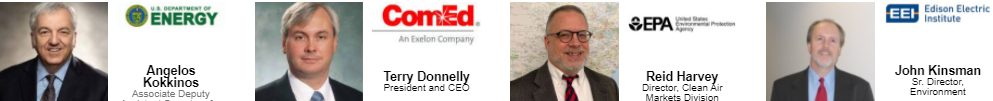 U.S. DEPARTMENT OF
ENERGY
Angelos
Kokkinos
Associate Deputy
ComEd®
An Exelon Company
Terry Donnelly
President and CEO
EPA
United States
Environmental Protection
Agency
Reid Harvey
Director, Clean Air
Markets Division
EEI
Edison Electric
Institute
John Kinsman
Sr. Director,
Environment